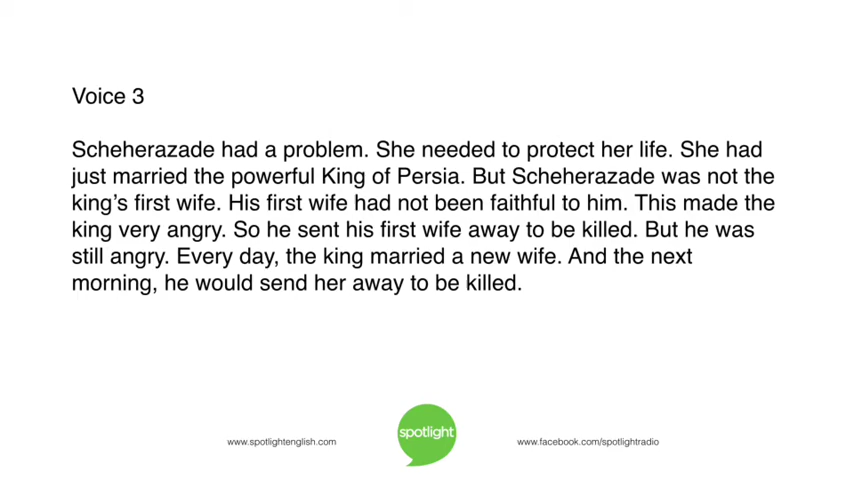 Voice 3
Scheherazade had a problem. She needed to protect her life. She had
just married the powerful King of Persia. But Scheherazade was not the
king’s first wife. His first wife had not been faithful to him. This made the
king very angry. So he sent his first wife away to be killed. But he was
still angry. Every day, the king married a new wife. And the next
morning, he would send her away to be killed.
www.spotlightenglish.com
spotlight
www.facebook.com/spotlightradio